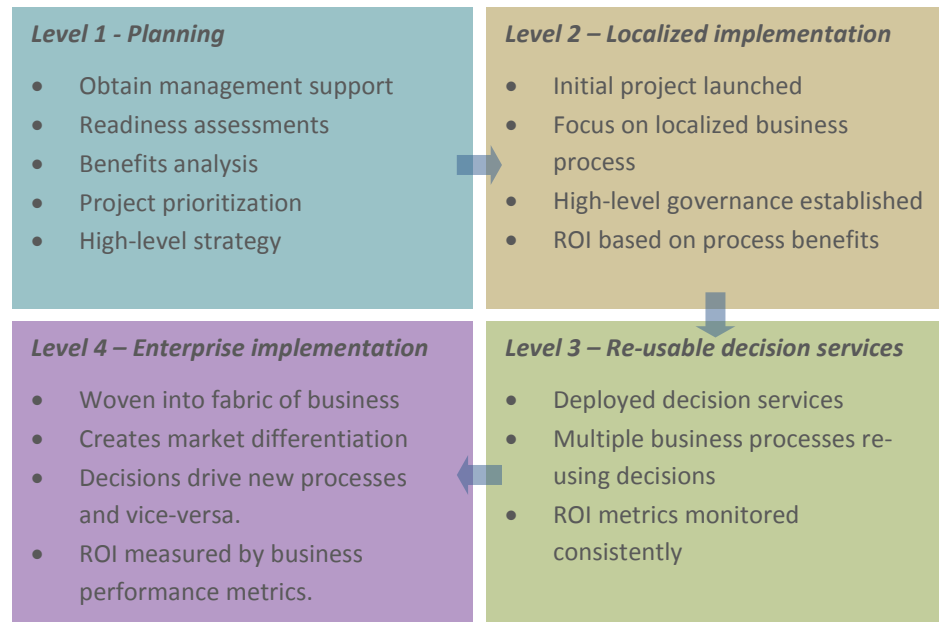 Level 1 - Planning
• Obtain management support
• Readiness assessments
• Benefits analysis
• Project prioritization
• High-level strategy
Level 2 – Localized implementation
• Initial project launched
• Focus on localized business
process
• High-level governance established
• ROI based on process benefits
Level 3 – Re-usable decision services
• Deployed decision services
• Multiple business processes re-
using decisions
• ROI metrics monitored
consistently
Level 4 – Enterprise implementation
• Woven into fabric of business
• Creates market differentiation
• Decisions drive new processes
and vice-versa.
• ROI measured by business
performance metrics.